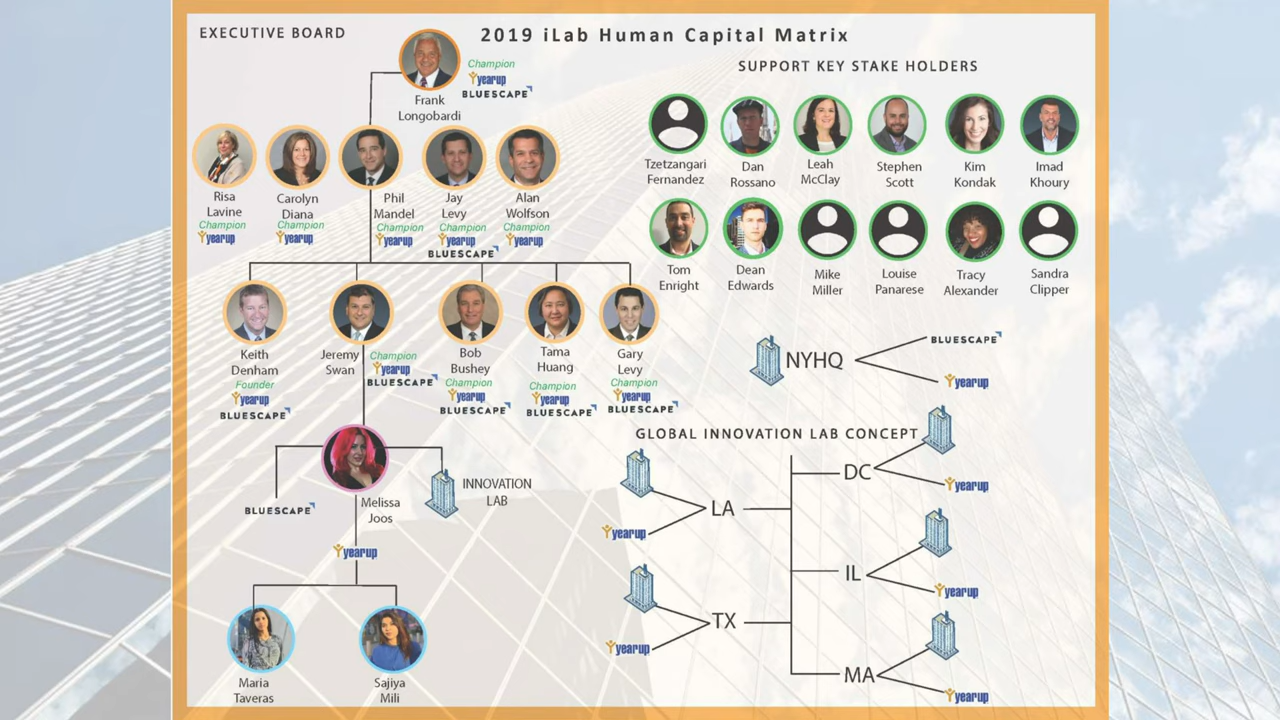 EXECUTIVE BOARD
2019 iLab Human Capital Matrix
Champion
yearup
BLUESCAPE
Frank
Longobardi
Risa
Lavine
Champion
yearup
Carolyn
Diana
Champion
yearup
Phil
Mandel
Champion
yearup
Jay
Levy
Champion
yearup
BLUESCAPE
Alan
Wolfson
Champion
yearup
Keith
Denham
Founder
yearup
BLUESCAPE
Jeremy
Swan
Champion
yearup
BLUESCAPE
Bob
Bushey
Champion
yearup
BLUESCAPE
Tama
Huang
Champion
yearup
BLUESCAPE
Gary
Levy
Champion
yearup
BLUESCAPE
BLUESCAPE
Melissa
Joos
INNOVATION
LAB
yearup
Maria
Taveras
Sajiya
Mili
SUPPORT KEY STAKE HOLDERS
Tzetzangari
Fernandez
Dan
Rossano
Leah
McClay
Stephen
Scott
Kim
Kondak
Imad
Khoury
Tom
Enright
Dean
Edwards
Mike
Miller
Louise
Panarese
Tracy
Alexander
Sandra
Clipper
NYHQ
BLUESCAPE
yearup
GLOBAL INNOVATION LAB CONCEPT
LA
yearup
TX
yearup
DC
yearup
IL
yearup
MA
yearup